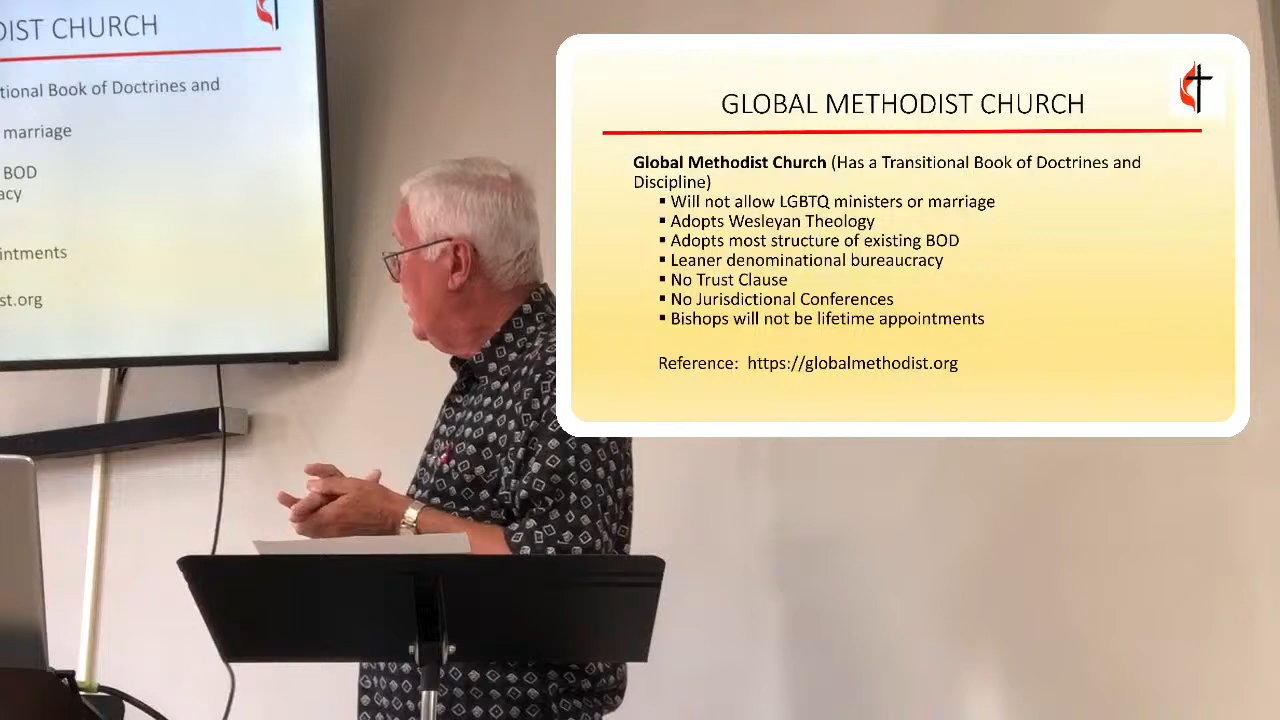 DIST CHURCH
tional Book of Doctrines and
marriage
BOD
acy
intments
st.org
GLOBAL METHODIST CHURCH
Global Methodist Church (Has a Transitional Book of Doctrines and
Discipline)
▪ Will not allow LGBTQ ministers or marriage
▪ Adopts Wesleyan Theology
▪ Adopts most structure of existing BOD
▪ Leaner denominational bureaucracy
▪ No Trust Clause
▪ No Jurisdictional Conferences
▪ Bishops will not be lifetime appointments
Reference: https://globalmethodist.org